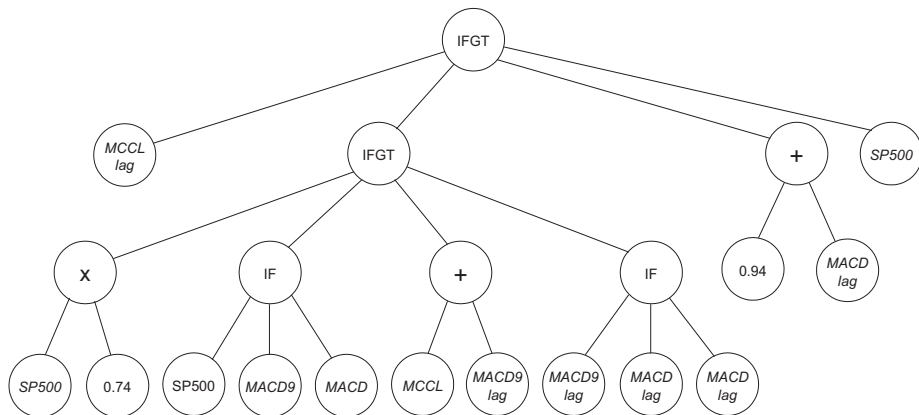 IFGT
MCCL
lag
IFGT
+
SP500
x
IF
+
IF
0.94
MACD
lag
SP500
0.74
SP500
MACD9
MACD
MCCL
MACD9
lag
MACD9
lag
MACD
lag
MACD
lag